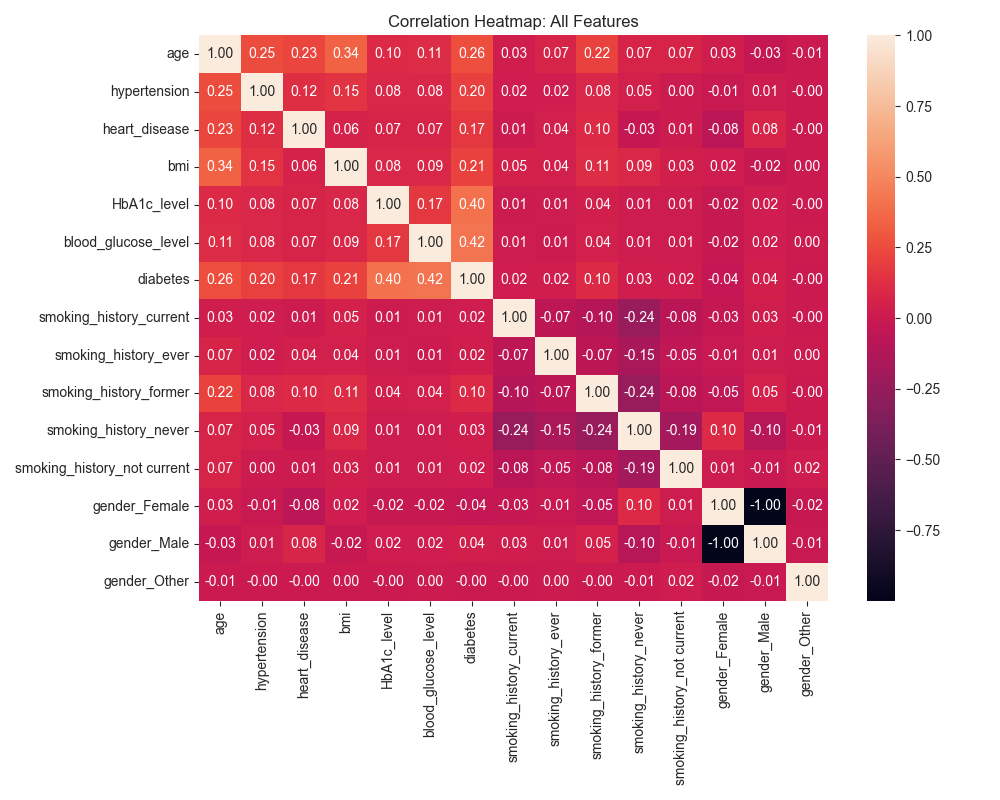 Correlation Heatmap: All Features
age 1.00 0.25 0.23 0.34 0.10 0.11 0.26 0.03 0.07 0.22 0.07 0.07 0.03 -0.03 -0.01
hypertension 0.25 1.00 0.12 0.15 0.08 0.08 0.20 0.02 0.02 0.08 0.05 0.00 -0.01 0.01 -0.00
heart_disease 0.23 0.12 1.00 0.06 0.07 0.07 0.17 0.01 0.04 0.10 -0.03 0.01 -0.08 0.08 -0.00
bmi 0.34 0.15 0.06 1.00 0.08 0.09 0.21 0.05 0.04 0.11 0.09 0.03 0.02 -0.02 0.00
HbA1c_level 0.10 0.08 0.07 0.08 1.00 0.17 0.40 0.01 0.01 0.04 0.01 0.01 -0.02 0.02 -0.00
blood_glucose_level 0.11 0.08 0.07 0.09 0.17 1.00 0.42 0.01 0.01 0.04 0.01 0.01 -0.02 0.02 0.00
diabetes 0.26 0.20 0.17 0.21 0.40 0.42 1.00 0.02 0.02 0.10 0.03 0.02 -0.04 0.04 -0.00
smoking_history_current 0.03 0.02 0.01 0.05 0.01 0.01 0.02 1.00 -0.07 -0.10 -0.24 -0.08 -0.03 0.03 -0.00
smoking_history_ever 0.07 0.02 0.04 0.04 0.01 0.01 0.02 -0.07 1.00 -0.07 -0.15 -0.05 -0.01 0.01 0.00
smoking_history_former 0.22 0.08 0.10 0.11 0.04 0.04 0.10 -0.10 -0.07 1.00 -0.24 -0.08 -0.05 0.05 -0.00
smoking_history_never 0.07 0.05 -0.03 0.09 0.01 0.01 0.03 -0.24 -0.15 -0.24 1.00 -0.19 0.10 -0.10 -0.01
smoking_history_not current 0.07 0.00 0.01 0.03 0.01 0.01 0.02 -0.08 -0.05 -0.08 -0.19 1.00 0.01 -0.01 0.02
gender_Female 0.03 -0.01 -0.08 0.02 -0.02 -0.02 -0.04 -0.03 -0.01 -0.05 0.10 0.01 1.00 -1.00 -0.02
gender_Male -0.03 0.01 0.08 -0.02 0.02 0.02 0.04 0.03 0.01 0.05 -0.10 -0.01 -1.00 1.00 -0.01
gender_Other -0.01 -0.00 -0.00 0.00 -0.00 0.00 -0.00 -0.00 0.00 -0.00 -0.01 0.02 -0.02 -0.01 1.00
age
hypertension
heart_disease
bmi
HbA1c_level
blood_glucose_level
diabetes
smoking_history_current
smoking_history_ever
smoking_history_former
smoking_history_never
smoking_history_not current
gender_Female
gender_Male
gender_Other
1.00
0.75
0.50
0.25
0.00
-0.25
-0.50
-0.75